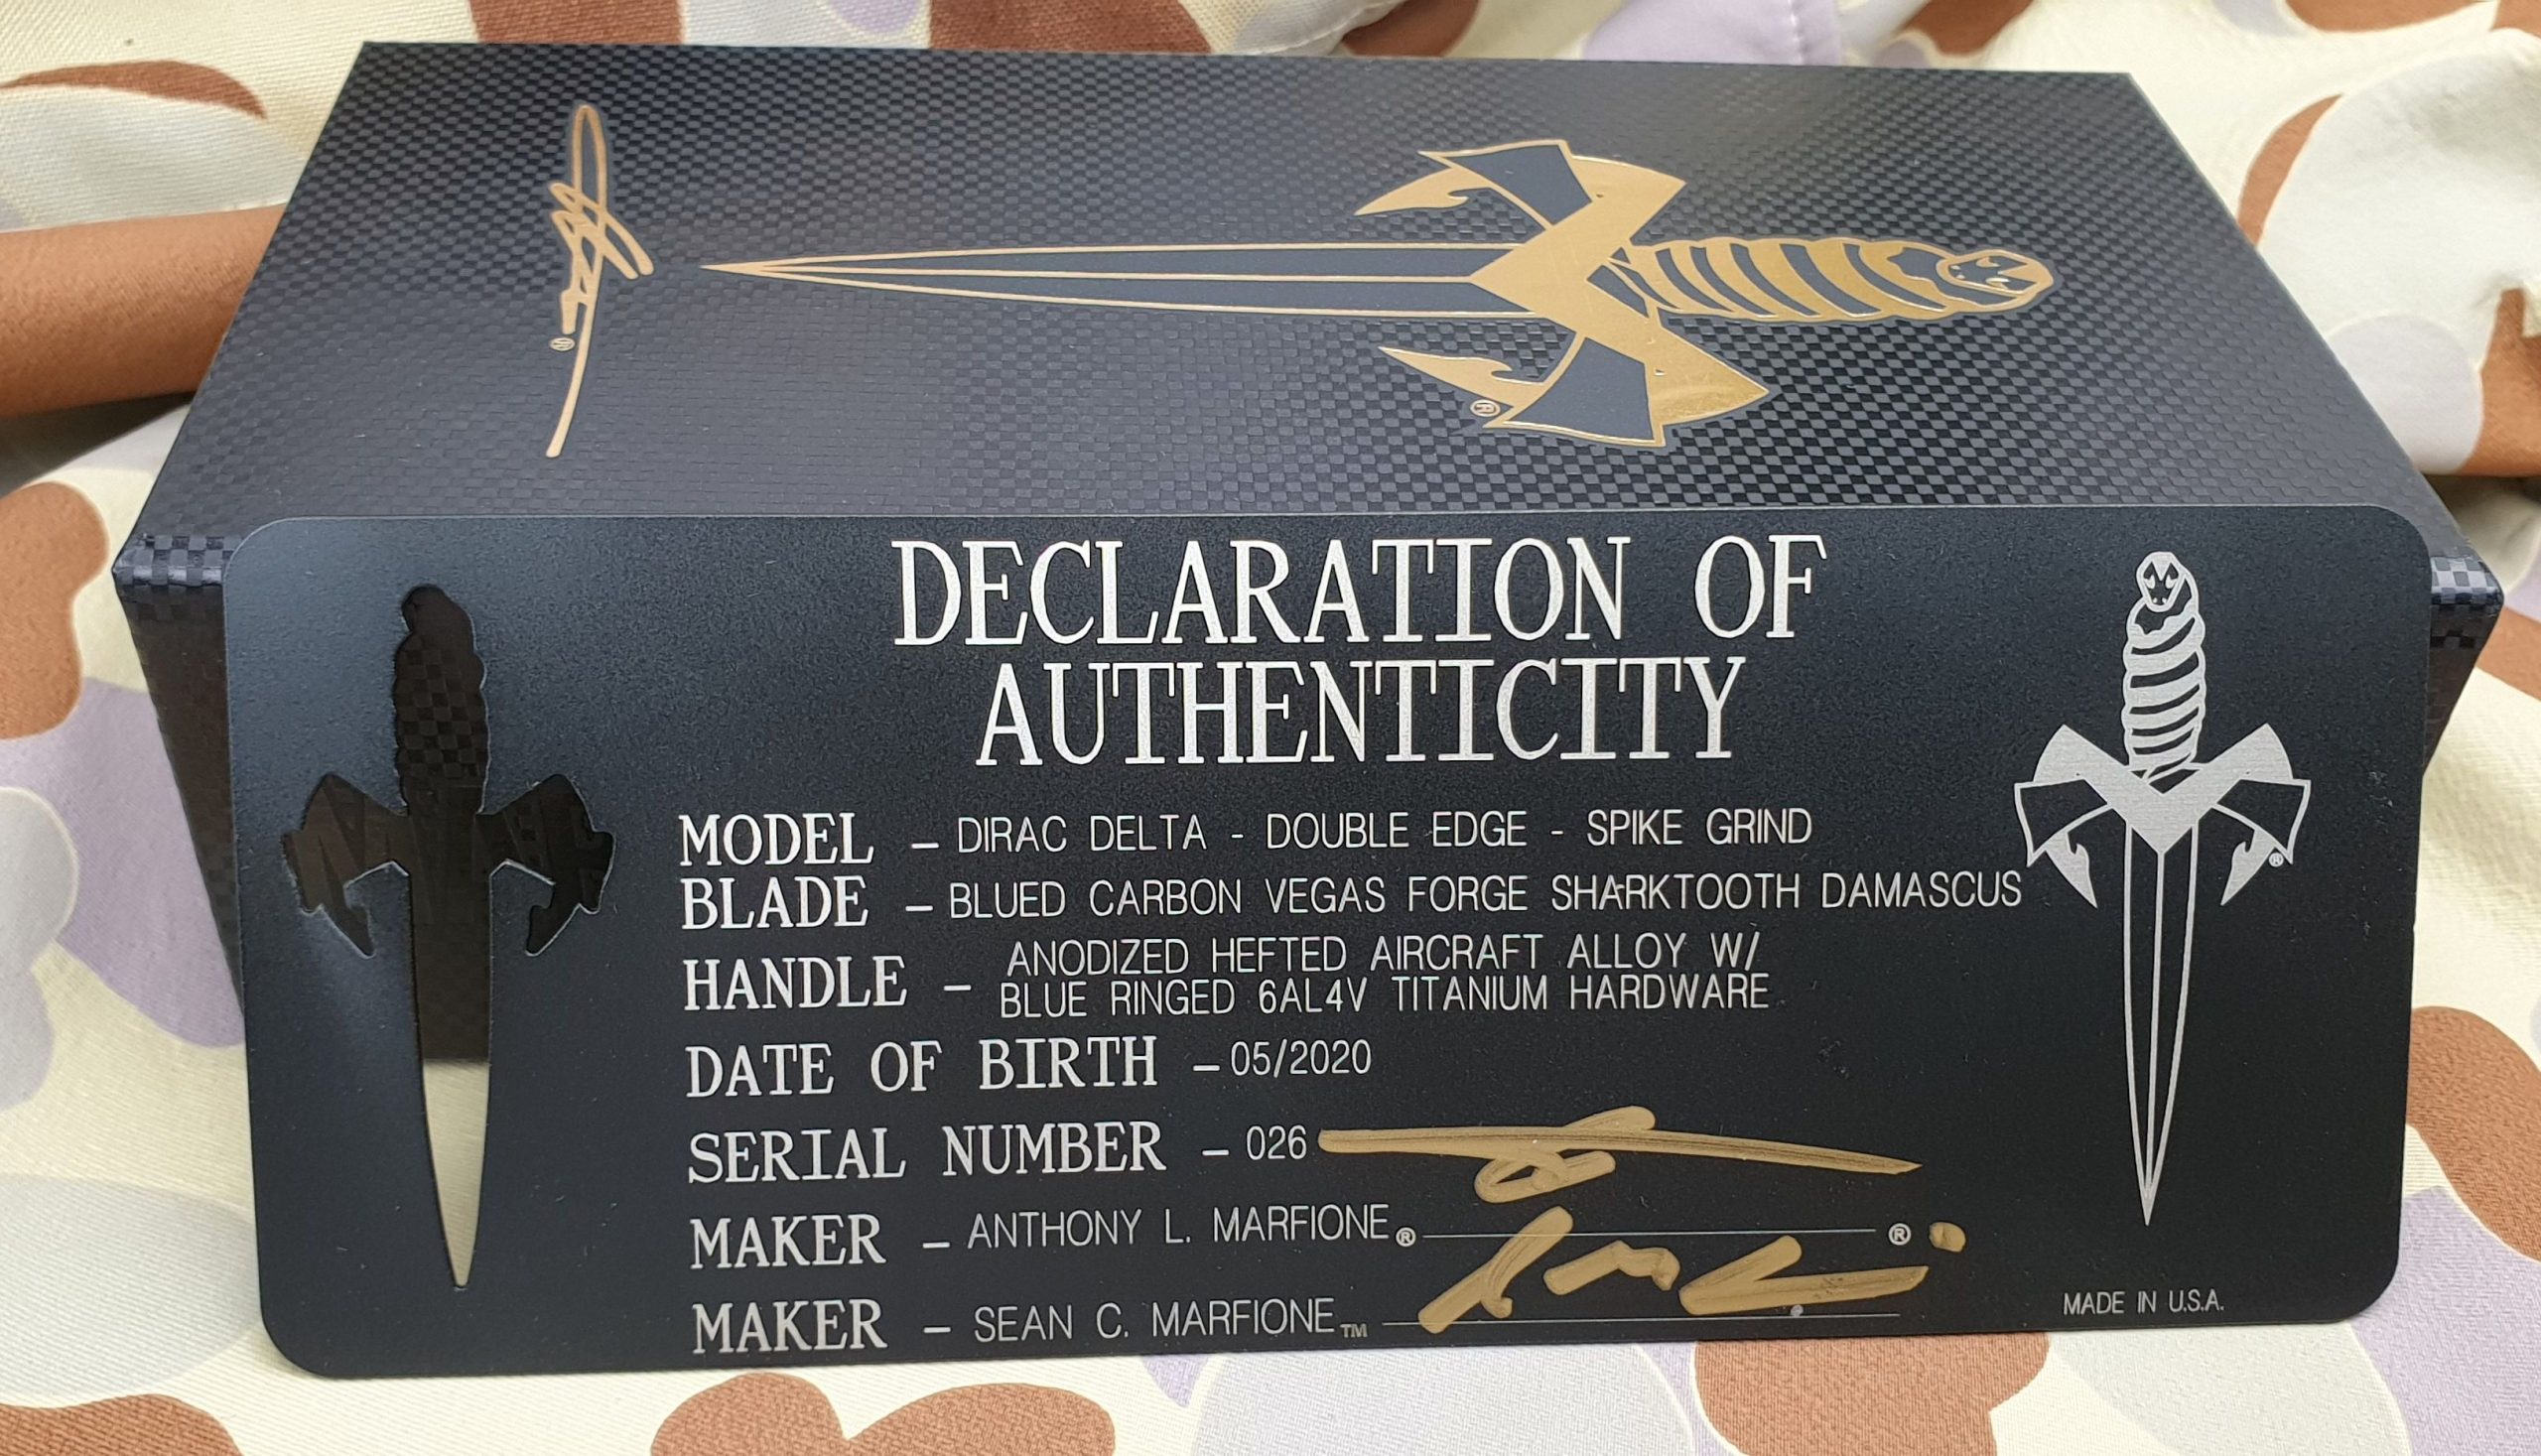 DECLARATION OF
AUTHENTICITY
MODEL – DIRAC DELTA - DOUBLE EDGE - SPIKE GRIND
BLADE – BLUED CARBON VEGAS FORGE SHARKTOOTH DAMASCUS
HANDLE – ANODIZED HEFTED AIRCRAFT ALLOY W/
BLUE RINGED 6AL4V TITANIUM HARDWARE
DATE OF BIRTH – 05/2020
SERIAL NUMBER – 026
MAKER – ANTHONY L. MARFIONE® ®
MAKER – SEAN C. MARFIONE™
MADE IN U.S.A.